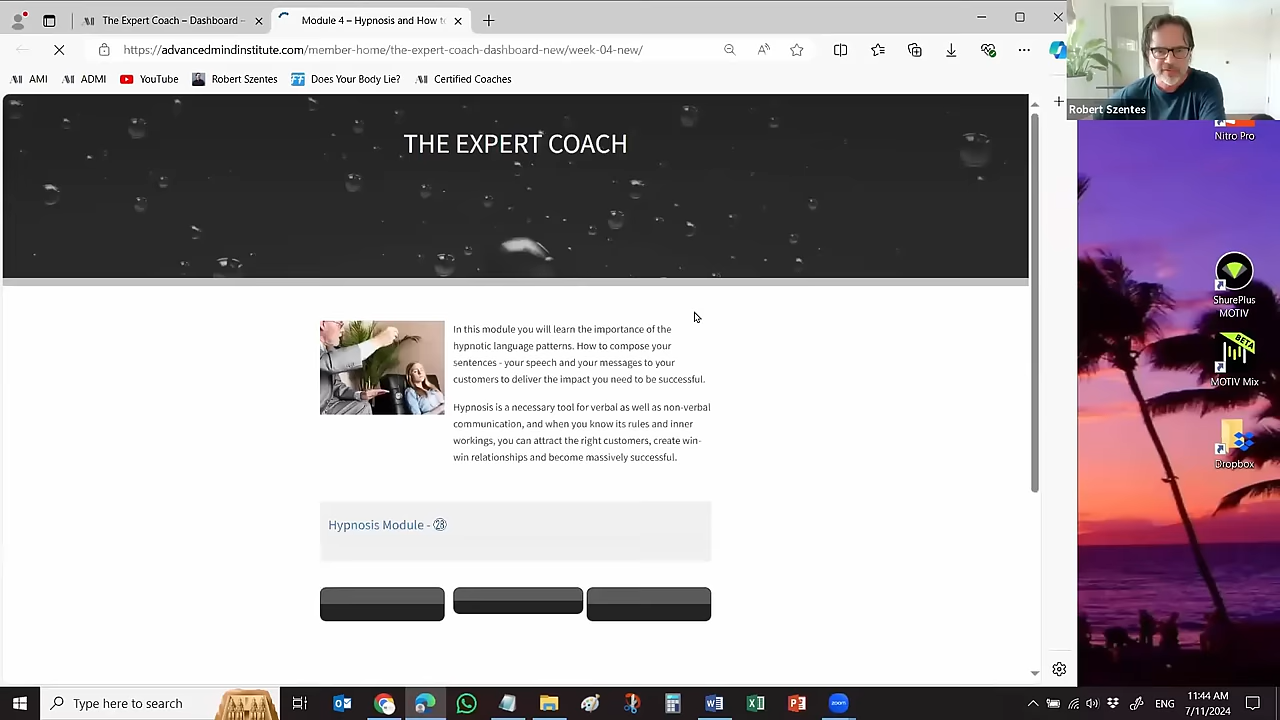 The Expert Coach – Dashboard -
Module 4 – Hypnosis and How to
https://advancedmindinstitute.com/member-home/the-expert-coach-dashboard-new/week-04-new/
AMI
ADMI
YouTube
Robert Szentes
Does Your Body Lie?
Certified Coaches
Robert Szentes
THE EXPERT COACH
In this module you will learn the importance of the
hypnotic language patterns. How to compose your
sentences - your speech and your messages to your
customers to deliver the impact you need to be successful.
Hypnosis is a necessary tool for verbal as well as non-verbal
communication, and when you know its rules and inner
workings, you can attract the right customers, create win-
win relationships and become massively successful.
Hypnosis Module - ㉘
Nitro Pro
ShurePlus
MOTIV
BETA
MOTIV Mix -
Dropbox
Type here to search
zoom
ENG
11:44 AM
7/11/2024